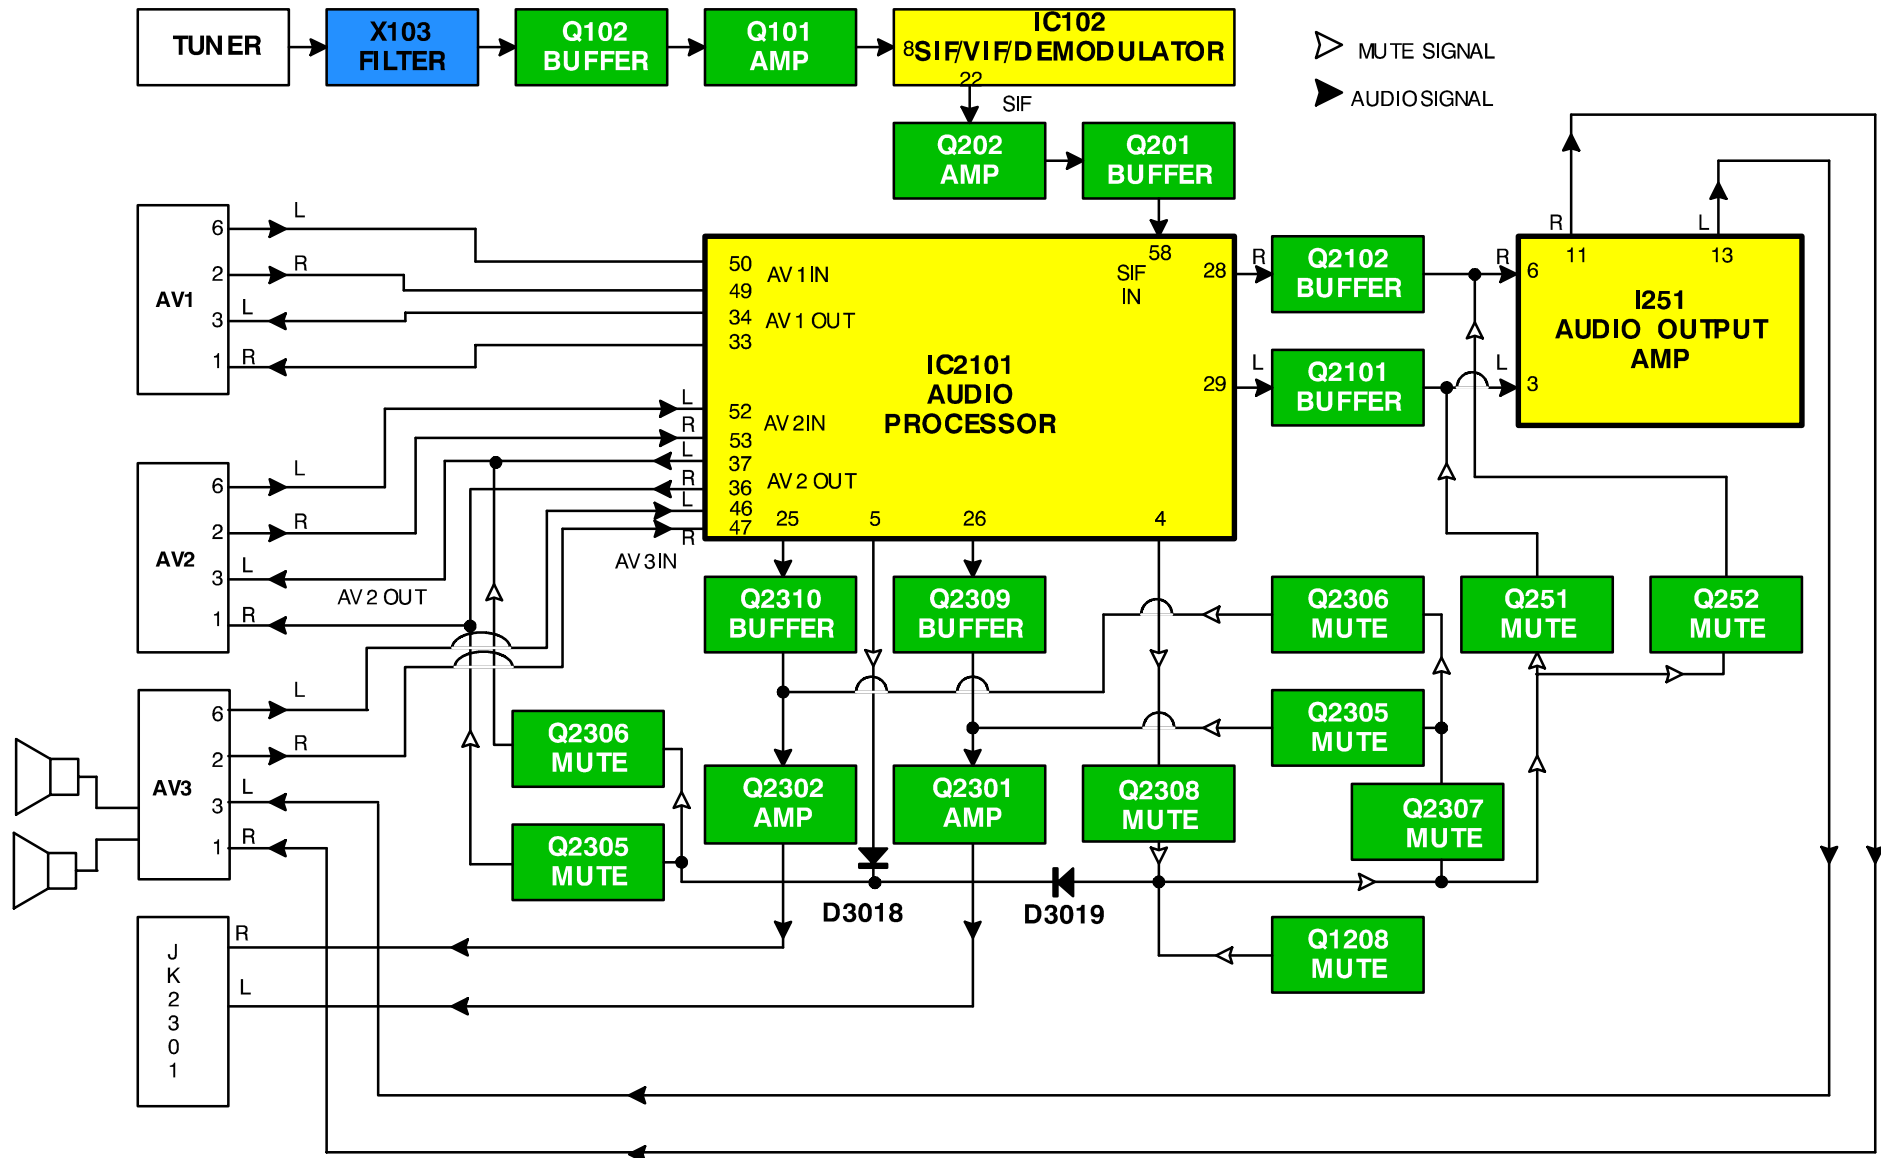 TUNER
X103
FILTER
Q102
BUFFER
Q101
AMP
IC102
8 SIF/VIF/DEMODULATOR
22
SIF
MUTE SIGNAL
AUDIO SIGNAL
Q202
AMP
Q201
BUFFER
AV1
6 L
2 R
3 L
1 R
50 AV 1 IN
49
34 AV 1 OUT
33
58
SIF
IN
28 R
29 L
IC2101
AUDIO
PROCESSOR
L 52 AV 2 IN
R 53
L 37
R 36 AV 2 OUT
L 46
R 47
25 5 26 4
Q2102
BUFFER
Q2101
BUFFER
R 11
L 13
R 6
L 3
I251
AUDIO OUTPUT
AMP
AV2
6 L
2 R
3 L
1 R
AV 2 OUT
AV 3 IN
Q2310
BUFFER
Q2309
BUFFER
Q2306
MUTE
Q251
MUTE
Q252
MUTE
AV3
6 L
2 R
3 L
1 R
Q2306
MUTE
Q2305
MUTE
Q2302
AMP
Q2301
AMP
Q2308
MUTE
Q2305
MUTE
Q2307
MUTE
D3018
D3019
Q1208
MUTE
J
K
2
3
0
1
R
L